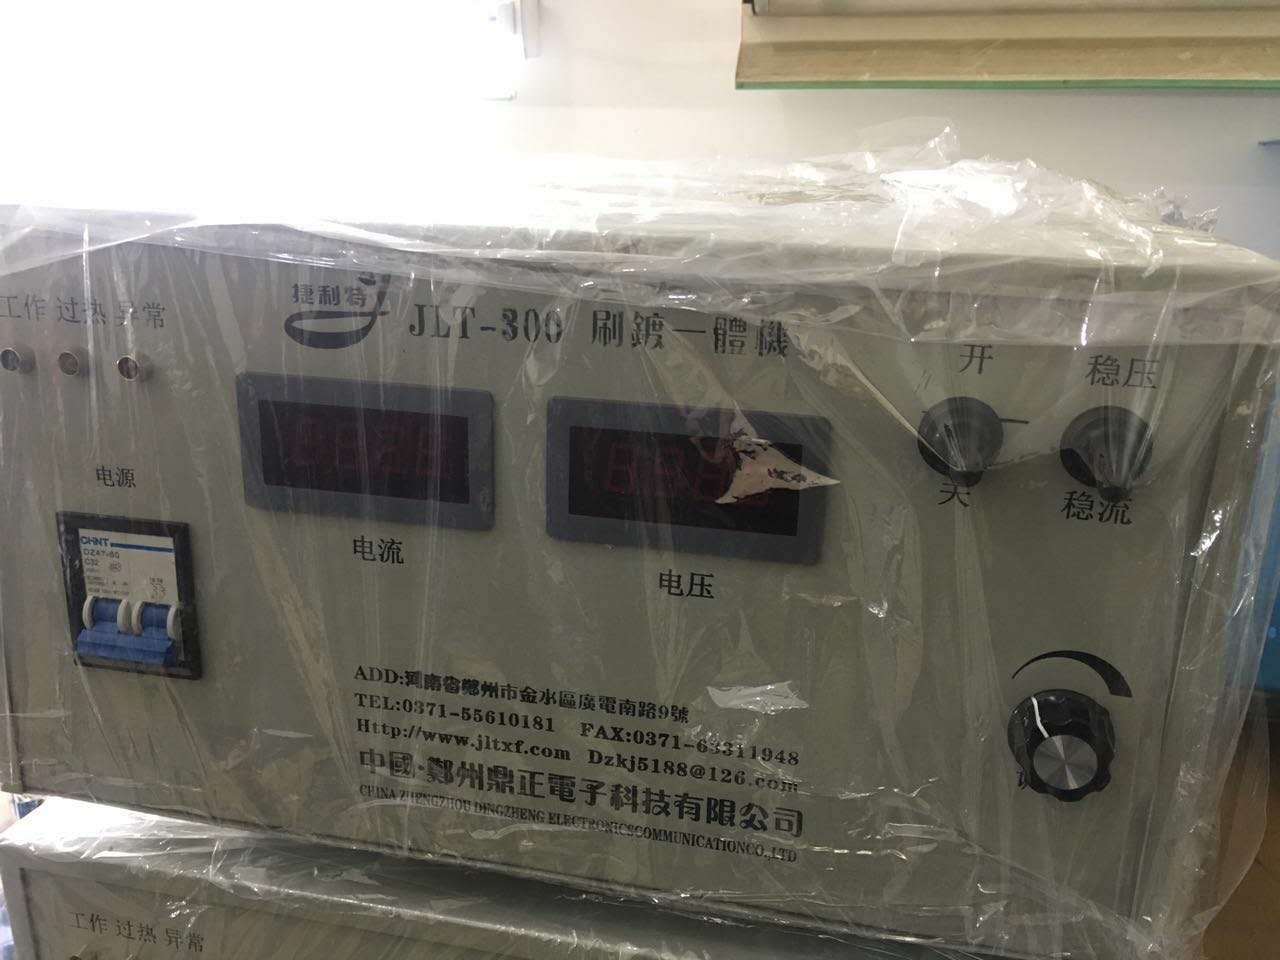 工作 过热 异常
捷利特
JLT-300 刷鍍一體機
开
稳压
关
稳流
电源
CHNT
DZ47-60
C32
电流
电压
ADD:河南省鄭州市金水區廣電南路9號
TEL:0371-55610181 FAX:0371-63311948
Http://www.jltxf.com Dzkj5188@126.com
中國·鄭州鼎正電子科技有限公司
CHINA ZHENGZHOU DINGZHENG ELECTRONICSCOMMUNICATIONCO.,LTD
工作 过热 异常